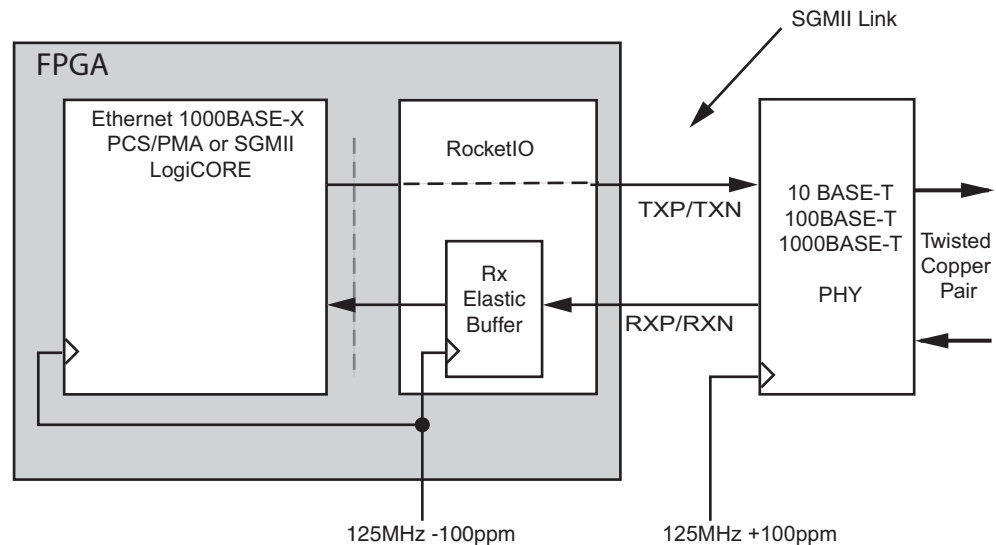 SGMII Link
FPGA
Ethernet 1000BASE-X
PCS/PMA or SGMII
LogiCORE
RocketIO
TXP/TXN
10 BASE-T
100BASE-T
1000BASE-T
PHY
Twisted
Copper
Pair
Rx
Elastic
Buffer
RXP/RXN
125MHz -100ppm
125MHz +100ppm